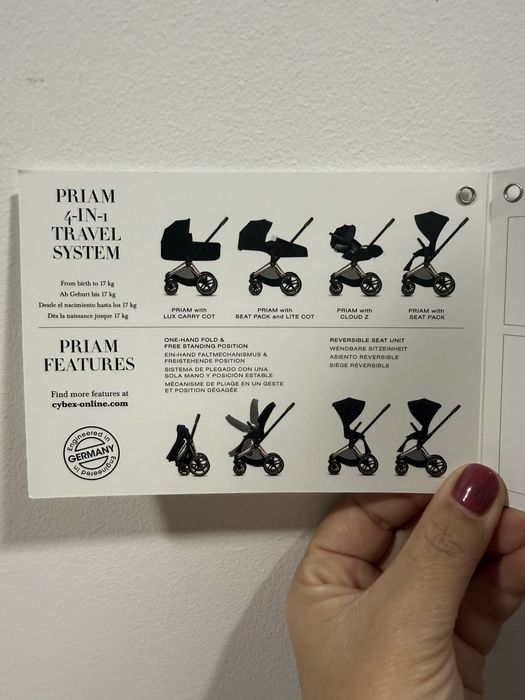 PRIAM
4-IN-1
TRAVEL
SYSTEM
From birth to 17 kg
Ab Geburt bis 17 kg
Desde el nacimiento hasta los 17 kg
Dès la naissance jusque 17 kg
PRIAM with
LUX CARRY COT
PRIAM with
SEAT PACK and LITE COT
PRIAM with
CLOUD Z
PRIAM with
SEAT PACK
PRIAM
FEATURES
Find more features at
cybex-online.com
Engineered in
GERMANY
Engineered in
ONE-HAND FOLD &
FREE STANDING POSITION
EIN-HAND FALTMECHANISMUS &
FREISTEHENDE POSITION
SISTEMA DE PLEGADO CON UNA
SOLA MANO Y POSICIÓN ESTABLE
MÉCANISME DE PLIAGE EN UN GESTE
ET POSITION DÉGAGÉE
REVERSIBLE SEAT UNIT
WENDBARE SITZEINHEIT
ASIENTO REVERSIBLE
SIÈGE RÉVERSIBLE